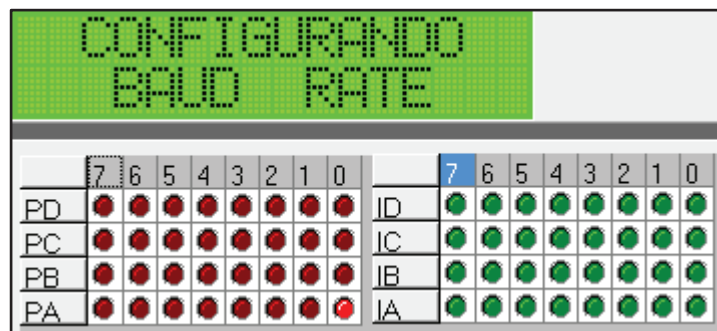 CONFIGURANDO
BAUD RATE
7 6 5 4 3 2 1 0
PD
PC
PB
PA
7 6 5 4 3 2 1 0
ID
IC
IB
IA